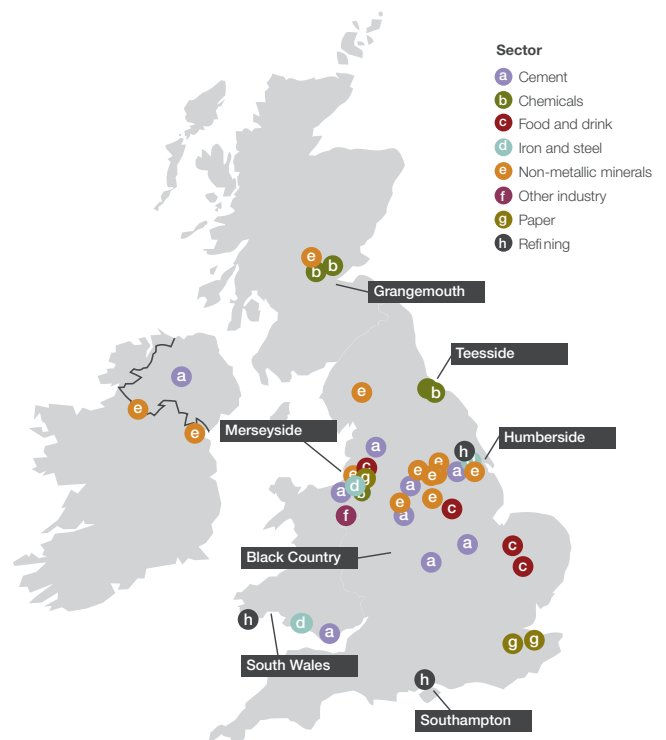 Sector
a Cement
b Chemicals
c Food and drink
d Iron and steel
e Non-metallic minerals
f Other industry
g Paper
h Refining
e
b b
Grangemouth
Teesside
a
b
e
e
Merseyside
e
Humberside
a
h
c
e
e
e
e
a
e
g
d
a
b
a
e
e
c
f
a
Black Country
a
c
a
c
h
d
a
g g
South Wales
h
Southampton